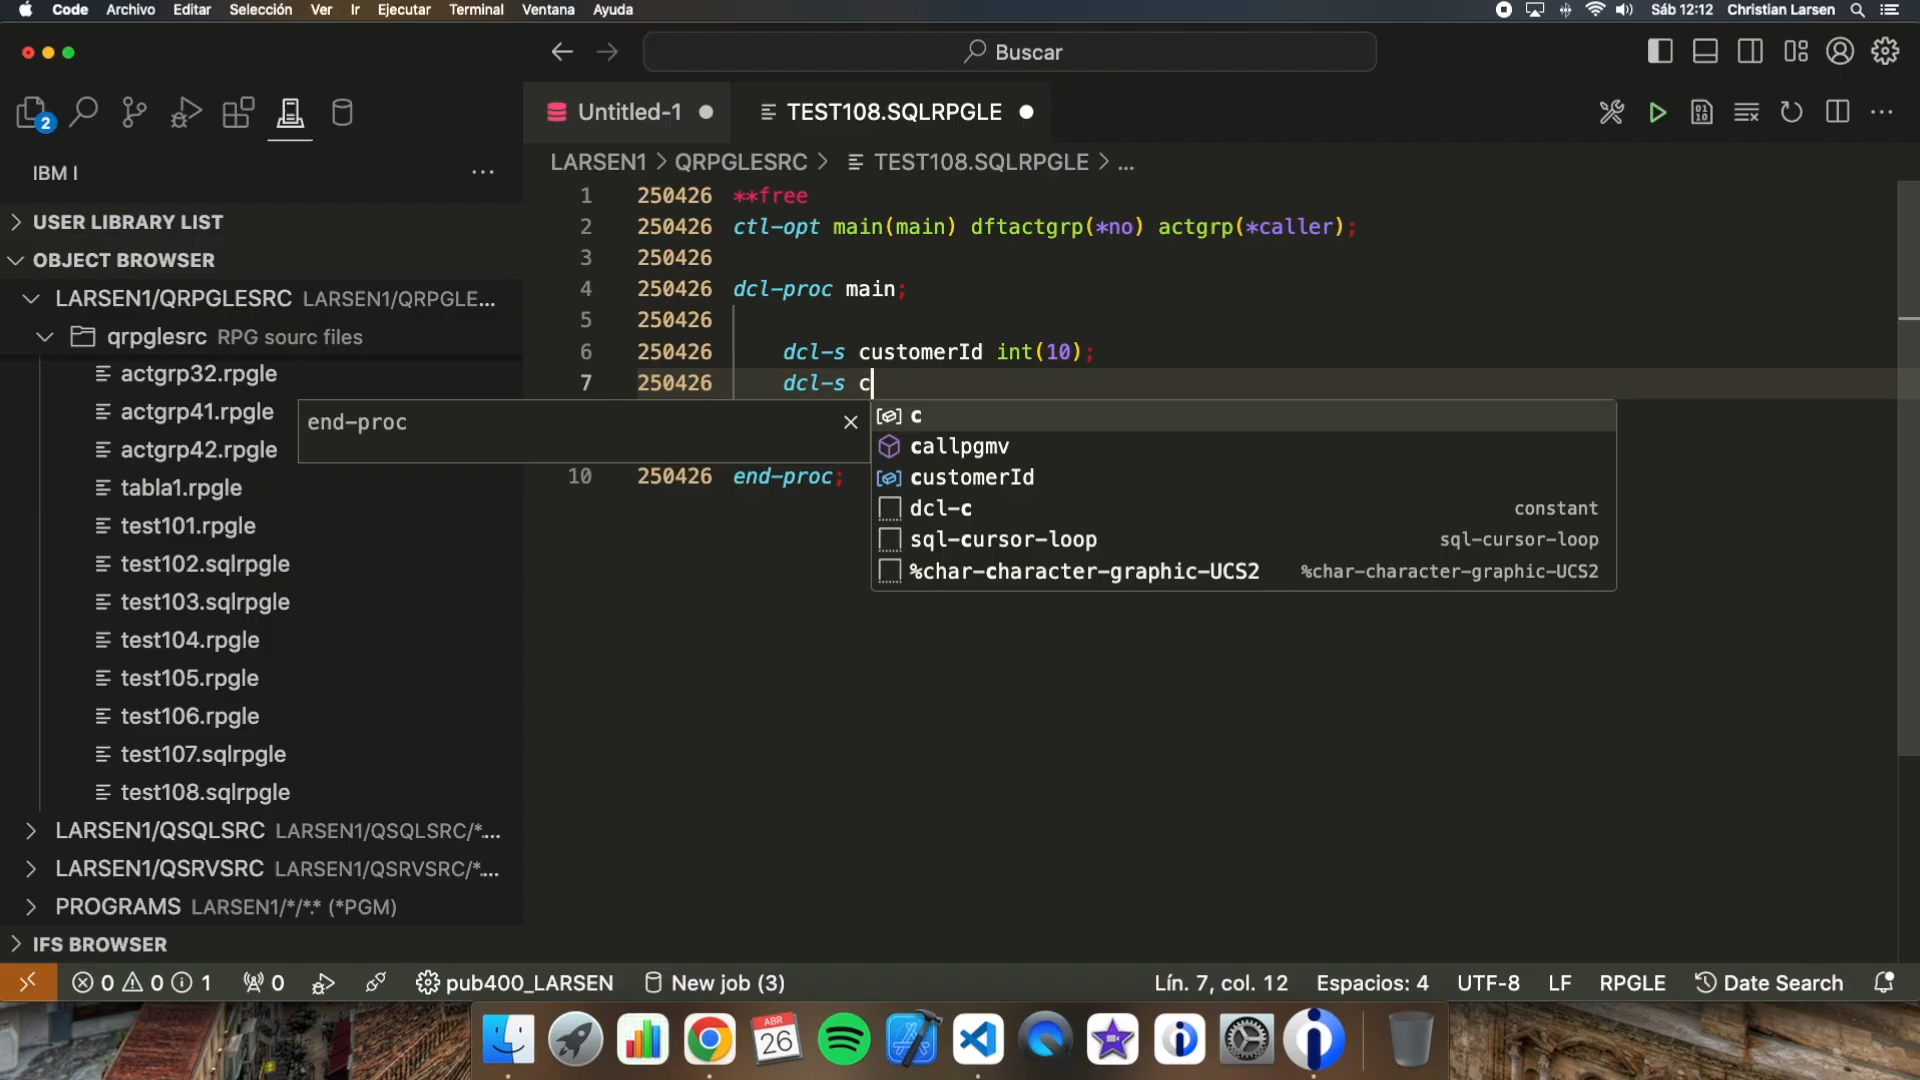 Code Archivo Editar Selección Ver Ir Ejecutar Terminal Ventana Ayuda Sáb 12:12 Christian Larsen
Buscar
2
Untitled-1 TEST108.SQLRPGLE
IBM I
LARSEN1 > QRPGLESRC > TEST108.SQLRPGLE > ...
USER LIBRARY LIST
OBJECT BROWSER
LARSEN1/QRPGLESRC LARSEN1/QRPGLE...
qrpglesrc RPG sourc files
actgrp32.rpgle
actgrp41.rpgle
actgrp42.rpgle
tabla1.rpgle
test101.rpgle
test102.sqlrpgle
test103.sqlrpgle
test104.rpgle
test105.rpgle
test106.rpgle
test107.sqlrpgle
test108.sqlrpgle
LARSEN1/QSQLSRC LARSEN1/QSQLSRC/*....
LARSEN1/QSRVSRC LARSEN1/QSRVSRC/*....
PROGRAMS LARSEN1/*/*.* (*PGM)
IFS BROWSER
1 250426 **free
2 250426 ctl-opt main(main) dftactgrp(*no) actgrp(*caller);
3 250426
4 250426 dcl-proc main;
5 250426
6 250426 dcl-s customerId int(10);
7 250426 dcl-s c
end-proc
10 250426 end-proc;
c
callpgmv
customerId
dcl-c constant
sql-cursor-loop sql-cursor-loop
%char-character-graphic-UCS2 %char-character-graphic-UCS2
0 0 1 0 pub400_LARSEN New job (3) Lín. 7, col. 12 Espacios: 4 UTF-8 LF RPGLE Date Search
ABR
26